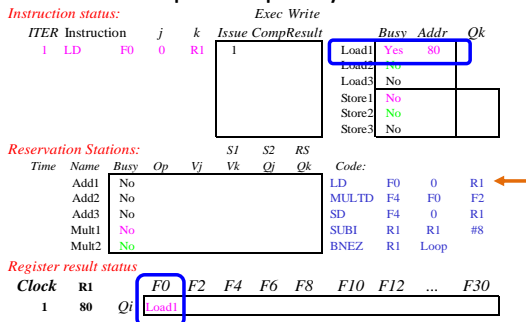 Instruction status: Exec Write
ITER Instruction j k Issue Comp Result Busy Addr Qk
1 LD F0 0 R1 1 Load1 Yes 80
Load2 No
Load3 No
Store1 No
Store2 No
Store3 No
Reservation Stations: S1 S2 RS
Time Name Busy Op Vj Vk Qj Qk Code:
Add1 No LD F0 0 R1
Add2 No MULTD F4 F0 F2
Add3 No SD F4 0 R1
Mult1 No SUBI R1 R1 #8
Mult2 No BNEZ R1 Loop
Register result status
Clock R1 F0 F2 F4 F6 F8 F10 F12 ... F30
1 80 Qi Load1